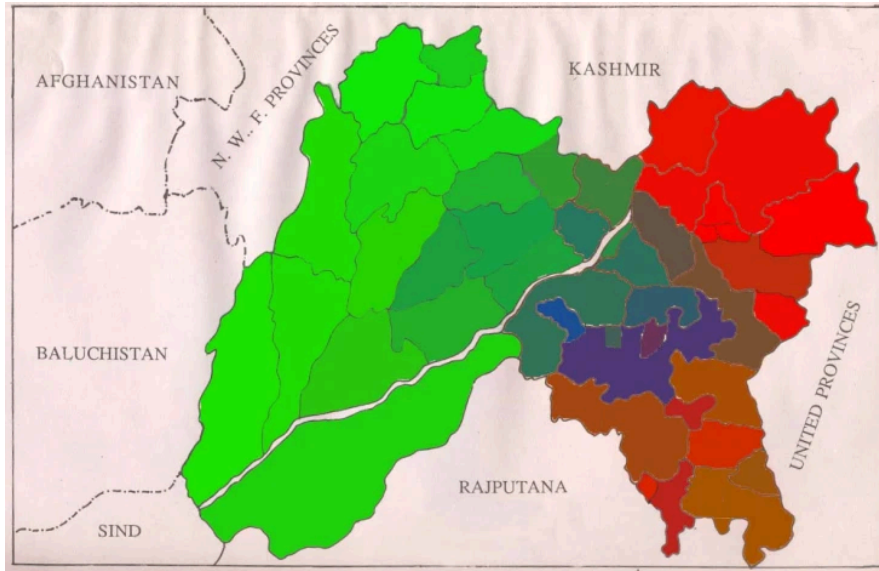 AFGHANISTAN
N. W.. F. PROVINCES
KASHMIR
BALUCHISTAN
UNITED PROVINCES
RAJPUTANA
SIND